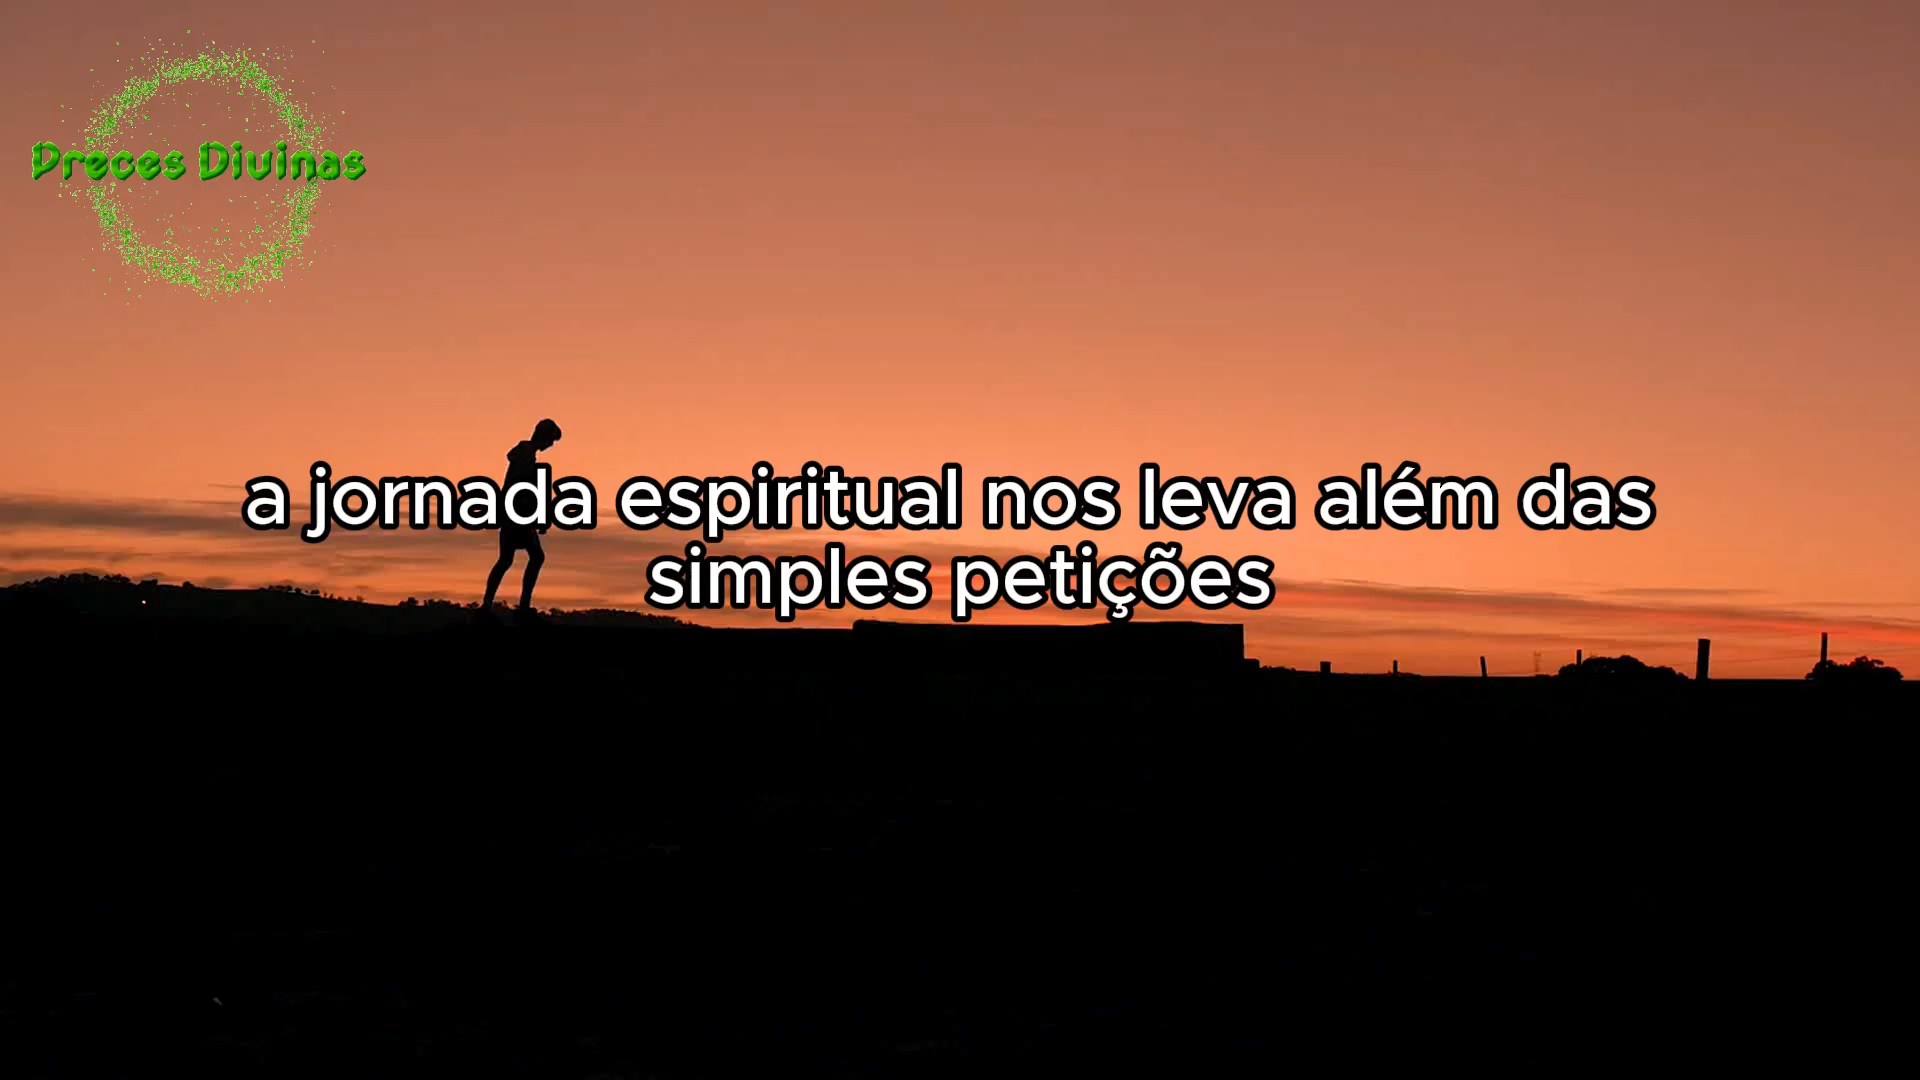 Preces Divinas
a jornada espiritual nos leva além das
simples petições